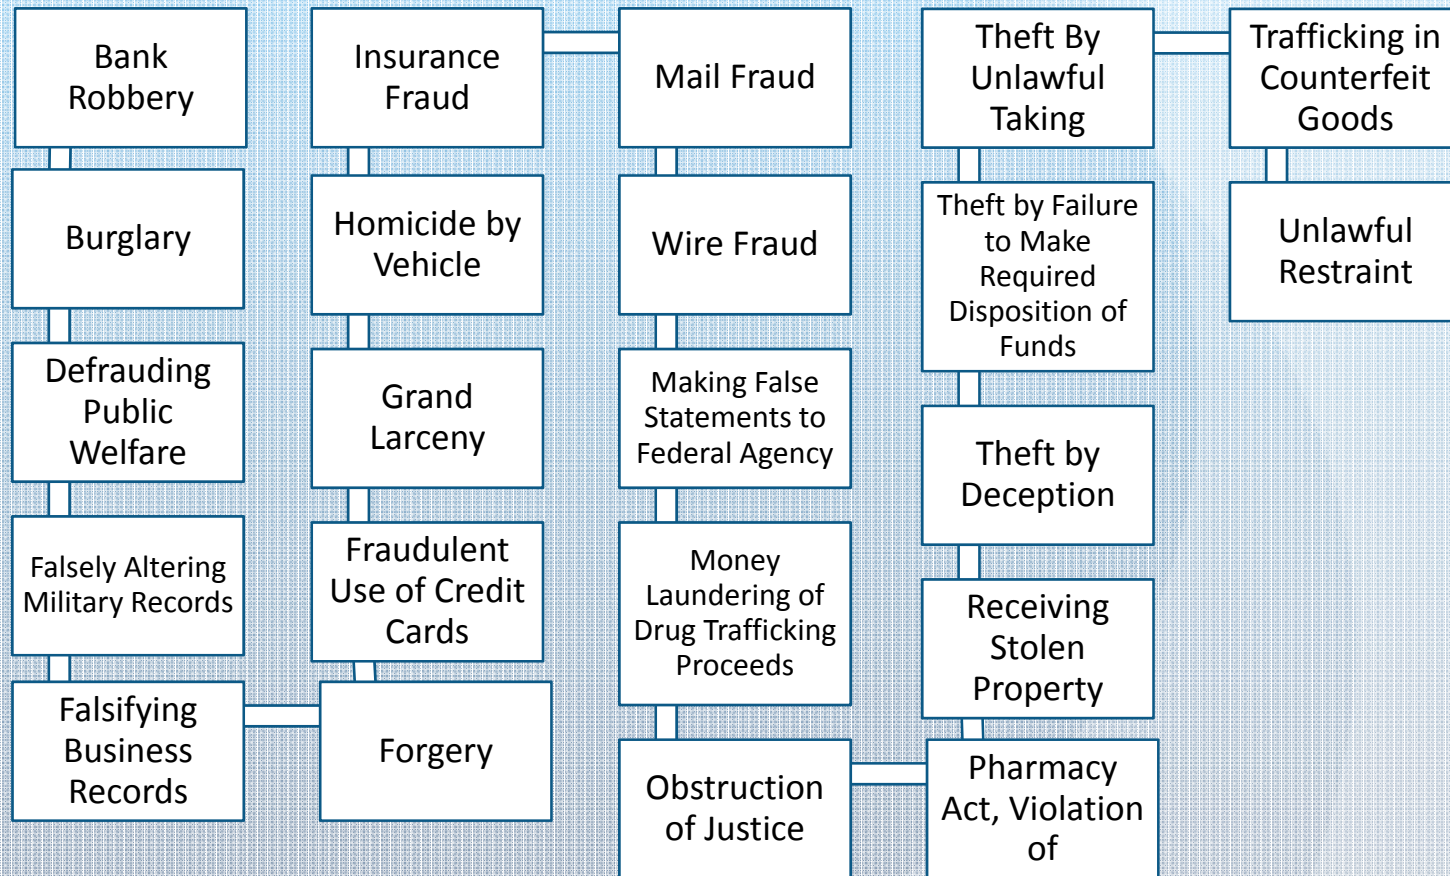 Bank
Robbery
Burglary
Defrauding
Public
Welfare
Falsely Altering
Military Records
Falsifying
Business
Records
Forgery
Fraudulent
Use of Credit
Cards
Grand
Larceny
Homicide by
Vehicle
Insurance
Fraud
Mail Fraud
Wire Fraud
Making False
Statements to
Federal Agency
Money
Laundering of
Drug Trafficking
Proceeds
Obstruction
of Justice
Pharmacy
Act, Violation
of
Receiving
Stolen
Property
Theft by
Deception
Theft by Failure
to Make
Required
Disposition of
Funds
Theft By
Unlawful
Taking
Trafficking in
Counterfeit
Goods
Unlawful
Restraint